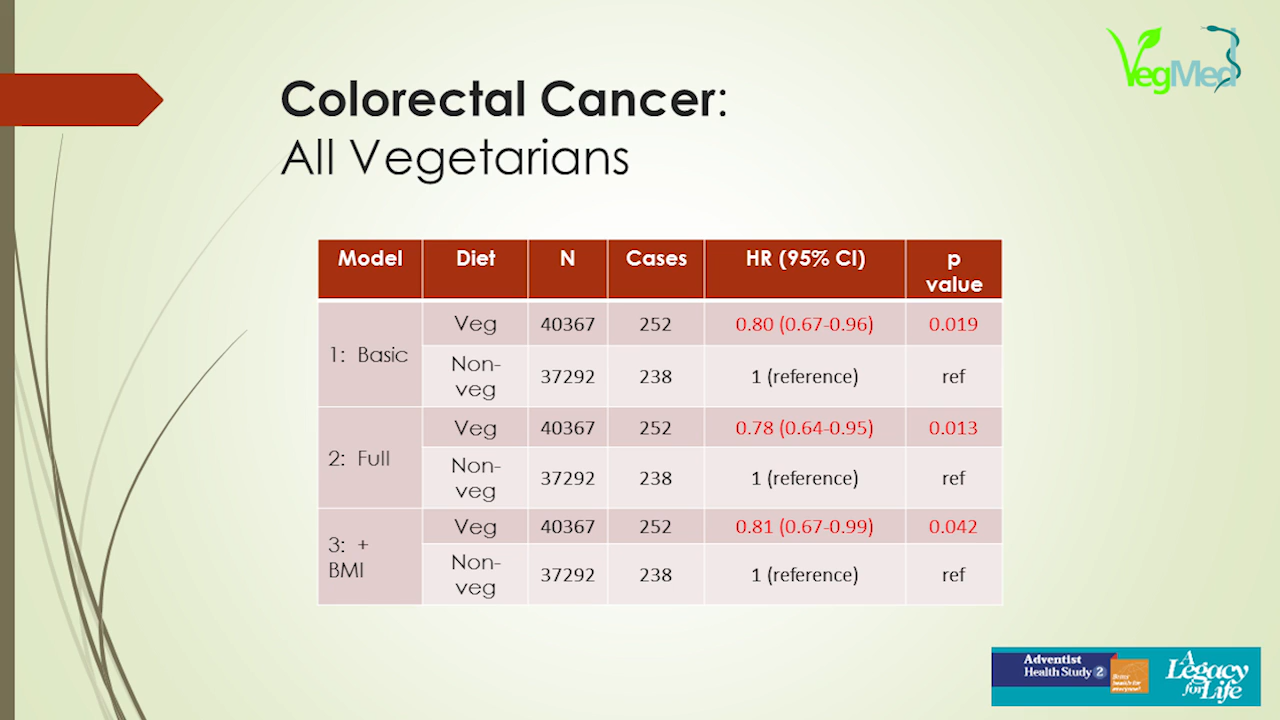 VegMed
Colorectal Cancer:
All Vegetarians
Model Diet N Cases HR (95% CI) p value
1: Basic Veg 40367 252 0.80 (0.67-0.96) 0.019
Non-veg 37292 238 1 (reference) ref
2: Full Veg 40367 252 0.78 (0.64-0.95) 0.013
Non-veg 37292 238 1 (reference) ref
3: + BMI Veg 40367 252 0.81 (0.67-0.99) 0.042
Non-veg 37292 238 1 (reference) ref
Adventist
Health Study 2
Better
health for
everyone!
A
Legacy
for Life